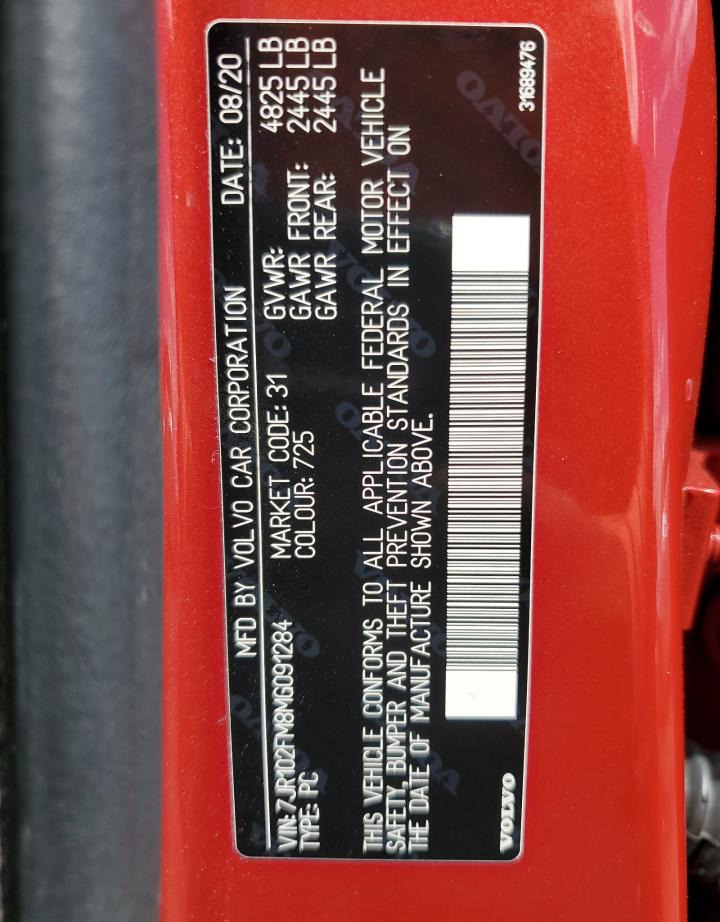 MFD BY VOLVO CAR CORPORATION DATE: 08/20
VIN: 7JR102FM8MG091284 MARKET CODE: 31 GVWR: 4825 LB
TYPE: PC COLOUR: 725 GAWR FRONT: 2445 LB
GAWR REAR: 2445 LB
THIS VEHICLE CONFORMS TO ALL APPLICABLE FEDERAL MOTOR VEHICLE
SAFETY, BUMPER AND THEFT PREVENTION STANDARDS IN EFFECT ON
THE DATE OF MANUFACTURE SHOWN ABOVE.
VOLVO 31689476